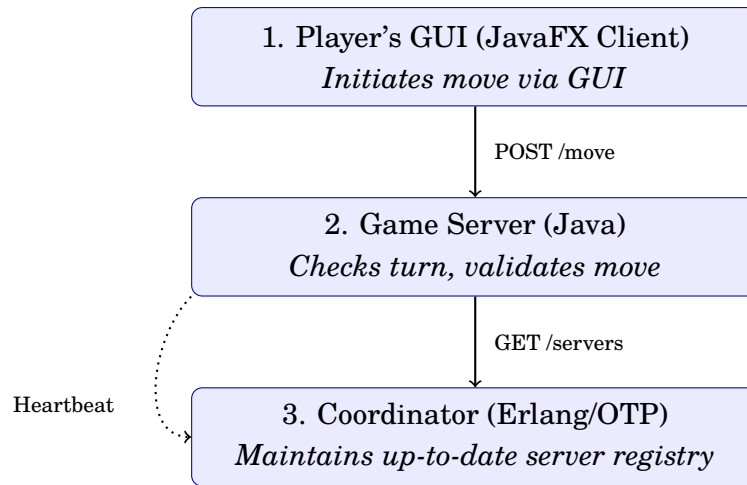 1. Player's GUI (JavaFX Client)
Initiates move via GUI
POST /move
2. Game Server (Java)
Checks turn, validates move
GET /servers
Heartbeat
3. Coordinator (Erlang/OTP)
Maintains up-to-date server registry